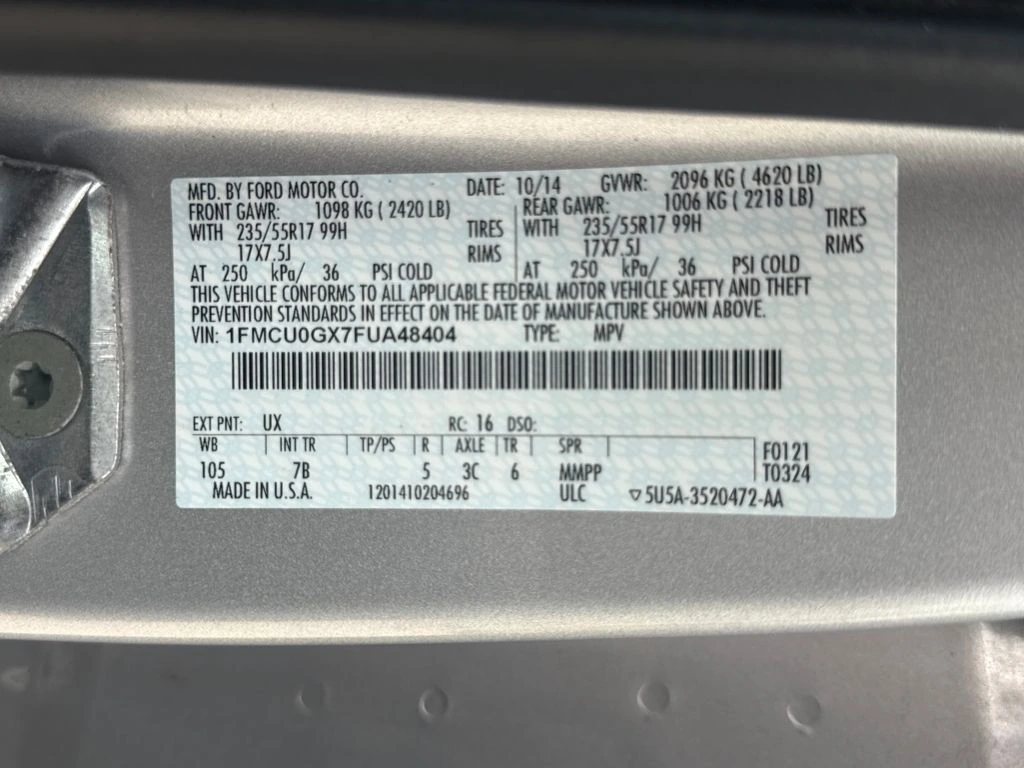 MFD. BY FORD MOTOR CO. DATE: 10/14 GVWR: 2096 KG ( 4620 LB)
FRONT GAWR: 1098 KG ( 2420 LB) REAR GAWR: 1006 KG ( 2218 LB)
WITH 235/55R17 99H TIRES WITH 235/55R17 99H TIRES
17X7.5J RIMS 17X7.5J RIMS
AT 250 kPa/ 36 PSI COLD AT 250 kPa/ 36 PSI COLD
THIS VEHICLE CONFORMS TO ALL APPLICABLE FEDERAL MOTOR VEHICLE SAFETY AND THEFT
PREVENTION STANDARDS IN EFFECT ON THE DATE OF MANUFACTURE SHOWN ABOVE.
VIN: 1FMCU0GX7FUA48404 TYPE: MPV
EXT PNT: UX RC: 16 DSO:
WB INT TR TP/PS R AXLE TR SPR F0121
105 7B 5 3C 6 MMPP T0324
MADE IN U.S.A. 1201410204696 ULC ▽5U5A-3520472-AA